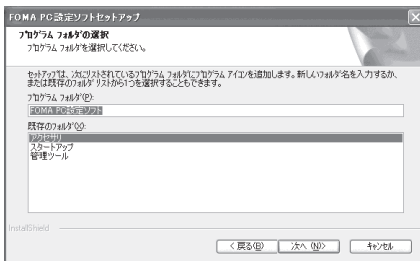 FOMA PC設定ソフトセットアップ
プログラム フォルダの選択
プログラム フォルダを選択してください。
セットアップは、次にリストされているプログラム フォルダにプログラム アイコンを追加します。新しいフォルダ名を入力するか、
または既存のフォルダ リストから1つを選択することもできます。
プログラム フォルダ(P):
FOMA PC設定ソフト
既存のフォルダ(X):
アクセサリ
スタートアップ
管理ツール
InstallShield
< 戻る(B)
次へ (N)>
キャンセル